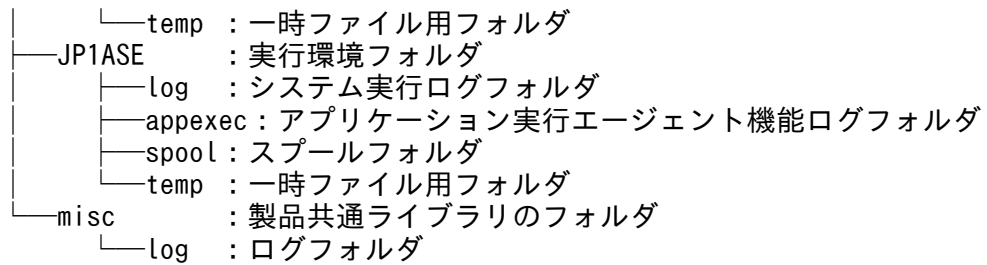 │　　└──temp ：一時ファイル用フォルダ
├──JP1ASE　　：実行環境フォルダ
│　　├──log ：システム実行ログフォルダ
│　　├──appexec：アプリケーション実行エージェント機能ログフォルダ
│　　├──spool：スプールフォルダ
│　　└──temp ：一時ファイル用フォルダ
└──misc　　：製品共通ライブラリのフォルダ
　　　└──log ：ログフォルダ